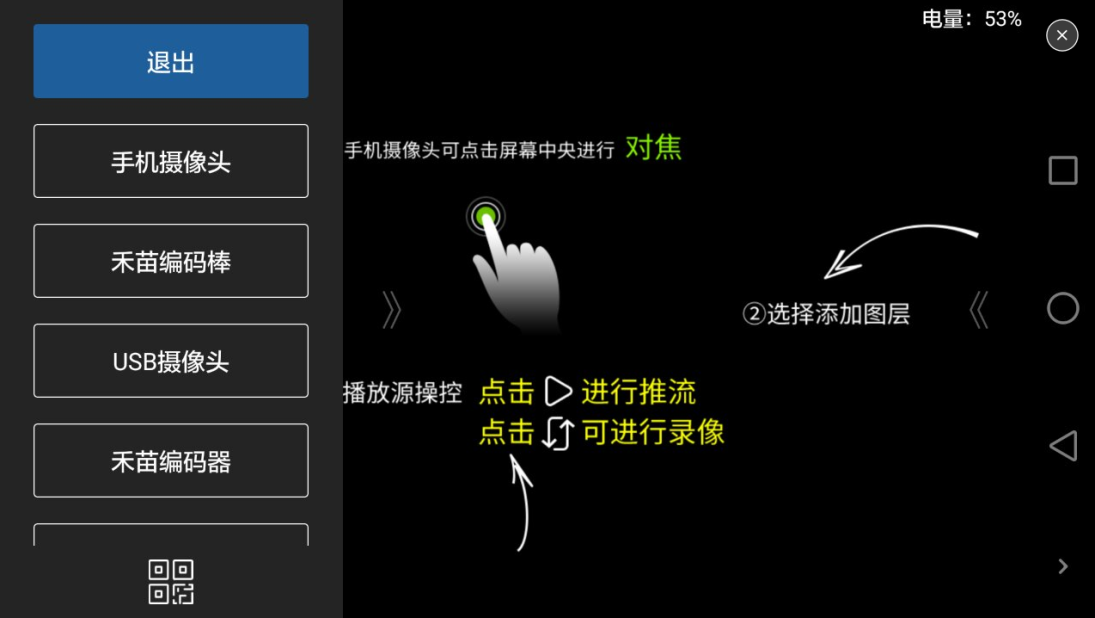 电量：53%
退出
手机摄像头
禾苗编码棒
USB摄像头
禾苗编码器
手机摄像头可点击屏幕中央进行 对焦
②选择添加图层
播放源操控 点击 进行推流
点击 可进行录像